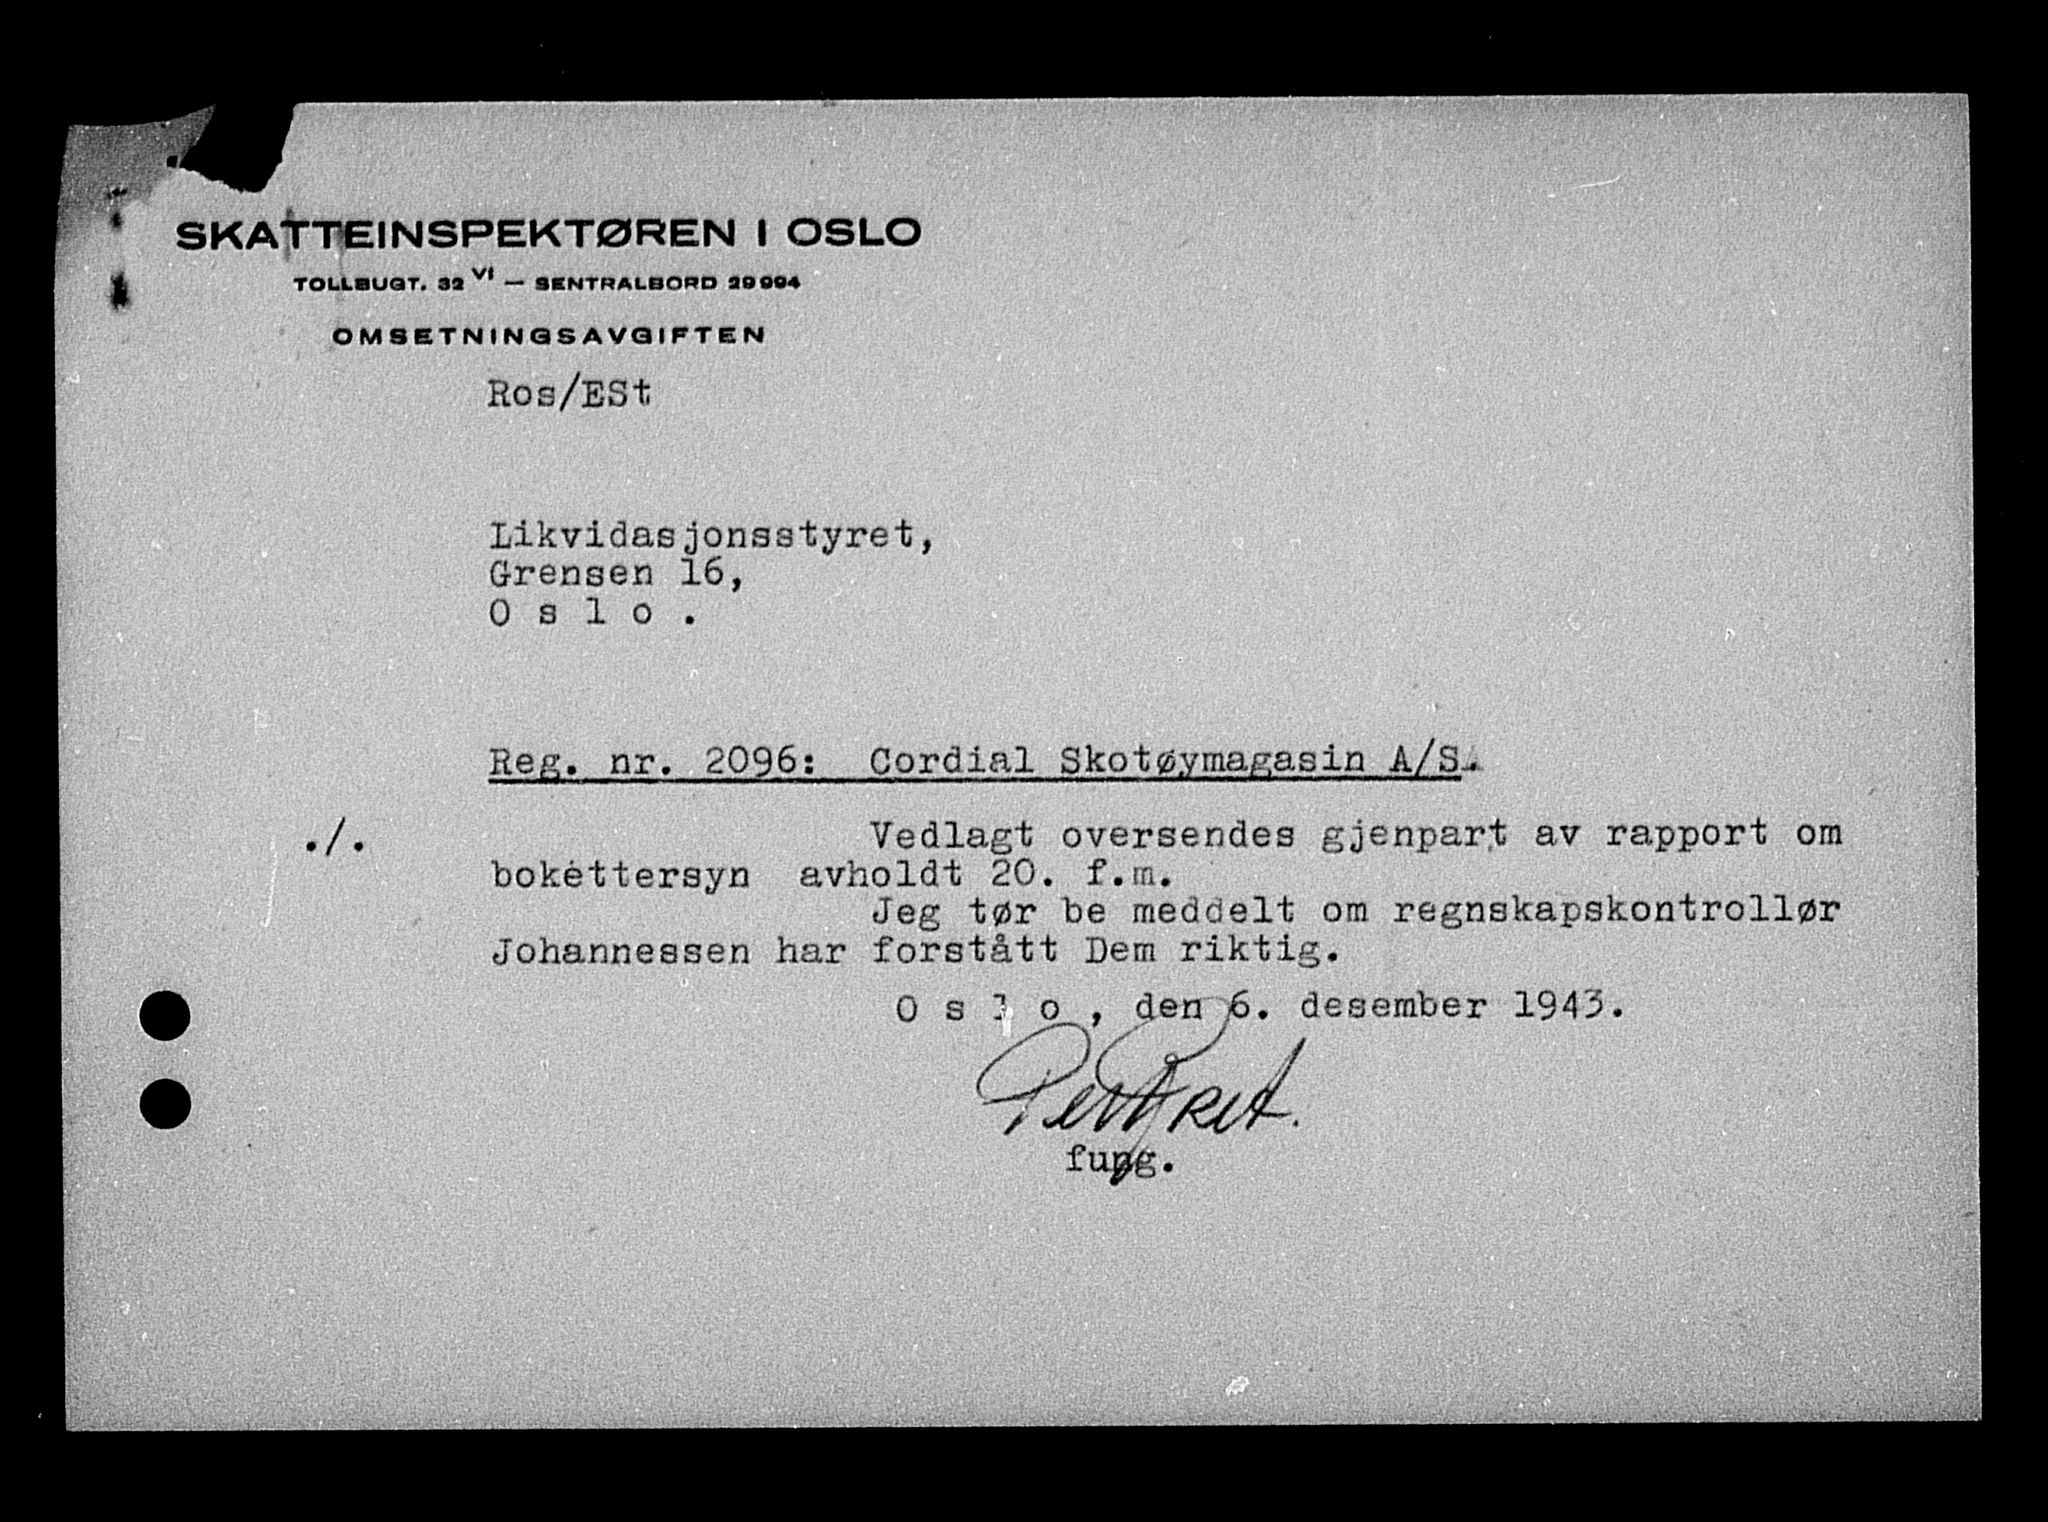 SKATTEINSPEKTØREN I OSLO
TOLLBUGT. 32 VI — SENTRALBORD 29994
OMSETNINGSAVGIFTEN
Ros/ESt
Likvidasjonsstyret,
Grensen 16,
O s l o .
Reg. nr. 2096: Cordial Skotøymagasin A/S.
./. Vedlagt oversendes gjenpart av rapport om
bokettersyn avholdt 20. f.m.
Jeg tør be meddelt om regnskapskontrollør
Johannessen har forstått Dem riktig.
O s l o , den 6. desember 1943.
fung.